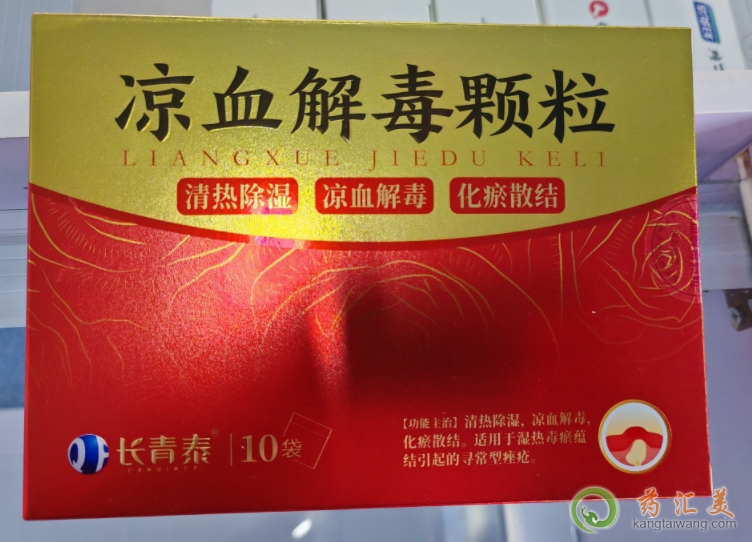 凉血解毒颗粒
LIANGXUE JIEDU KELI
清热除湿 凉血解毒 化瘀散结
【功能主治】清热除湿,凉血解毒,
化瘀散结。适用于湿热毒瘀蕴
结引起的寻常型痤疮。
长青泰® 10袋
药汇美
kangtaiwang.com